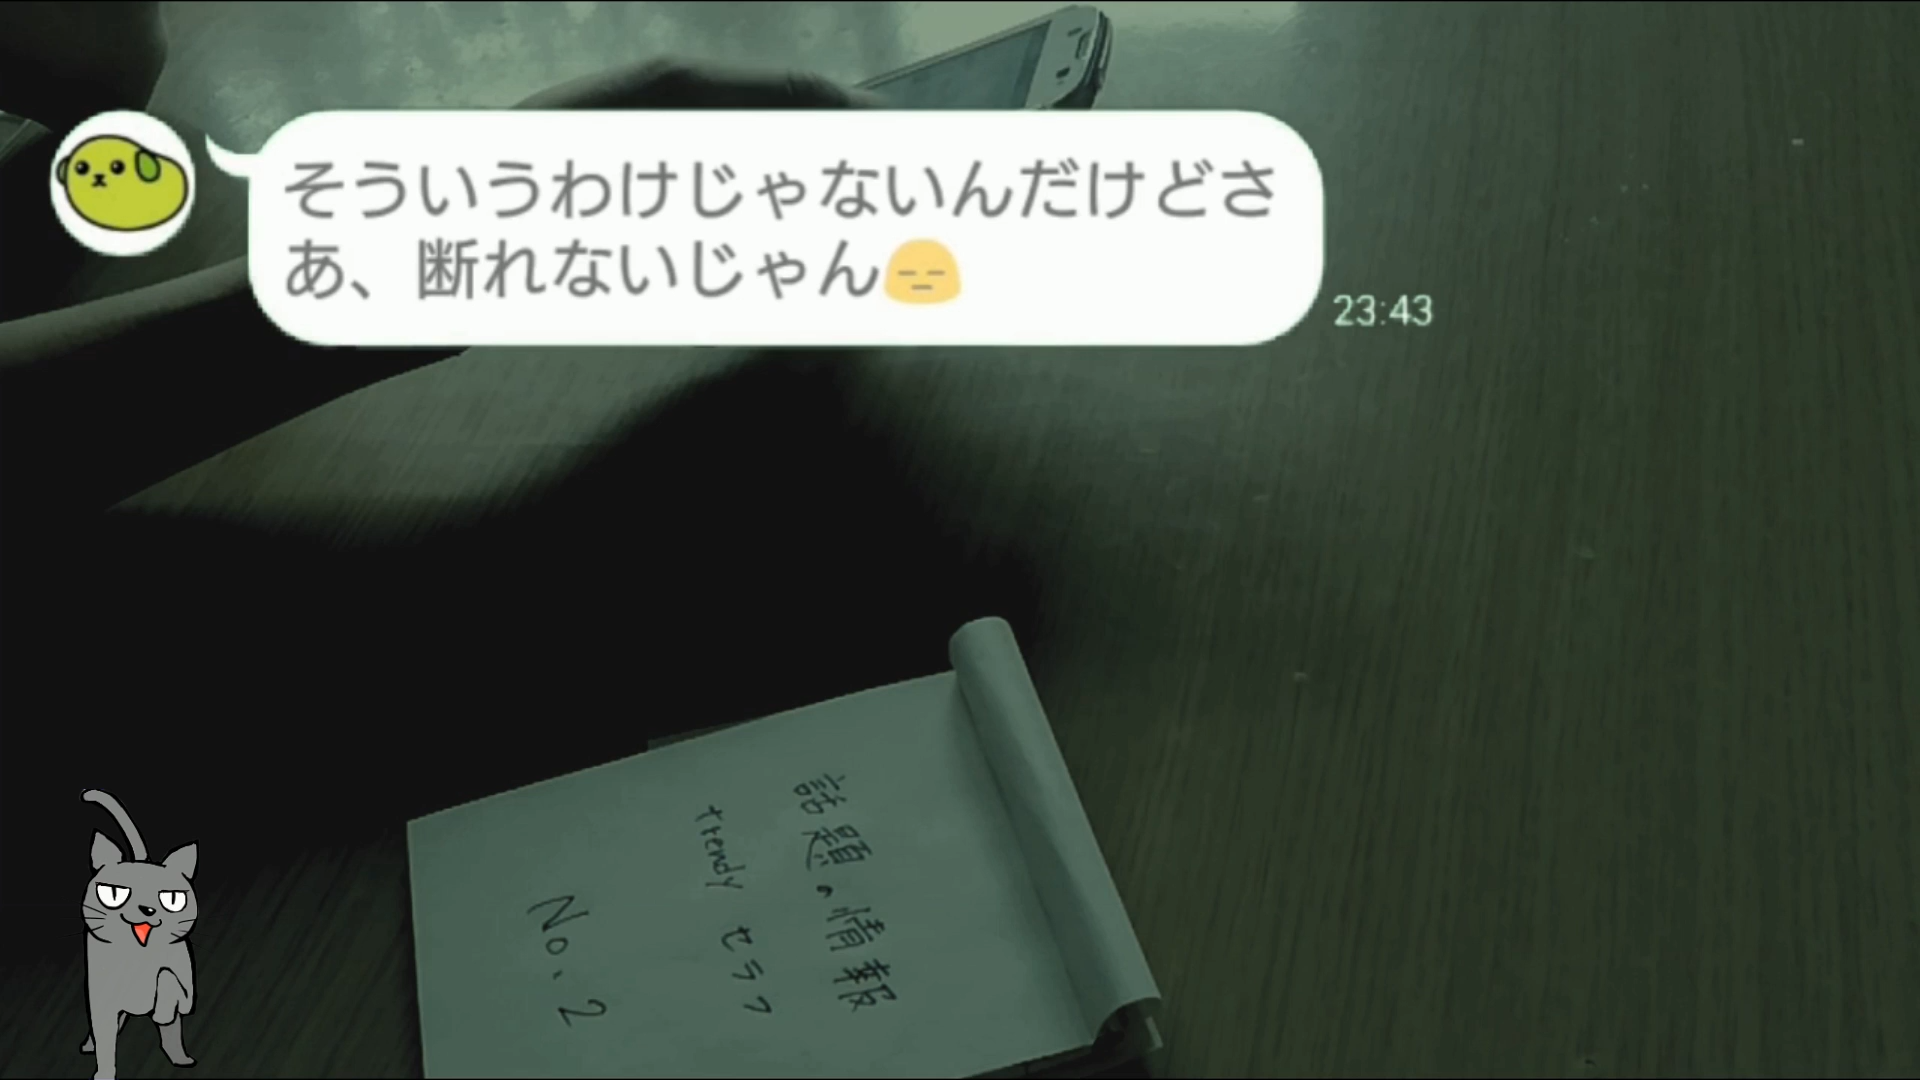 そういうわけじゃないんだけどさ
あ、断れないじゃん😑
23:43
話題の情報
trendy セラフ
No.2